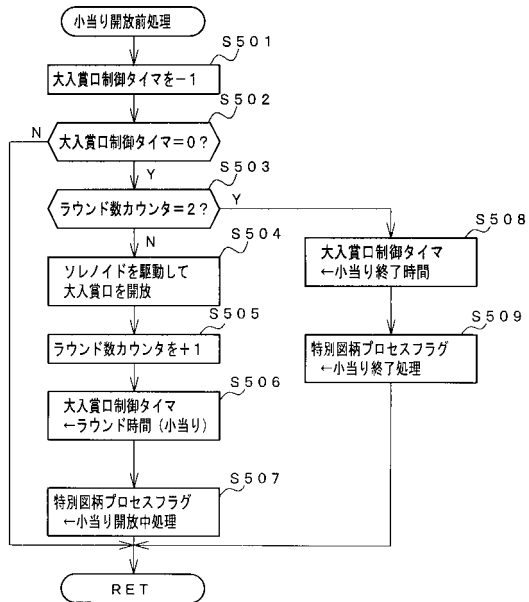 小当り開放前処理
S501
大入賞口制御タイマを－1
S502
N
大入賞口制御タイマ＝0？
Y
S503
ラウンド数カウンタ＝2？
Y
N
S504
ソレノイドを駆動して
大入賞口を開放
S505
ラウンド数カウンタを＋1
S506
大入賞口制御タイマ
←ラウンド時間（小当り）
S507
特別図柄プロセスフラグ
←小当り開放中処理
S508
大入賞口制御タイマ
←小当り終了時間
S509
特別図柄プロセスフラグ
←小当り終了処理
RET